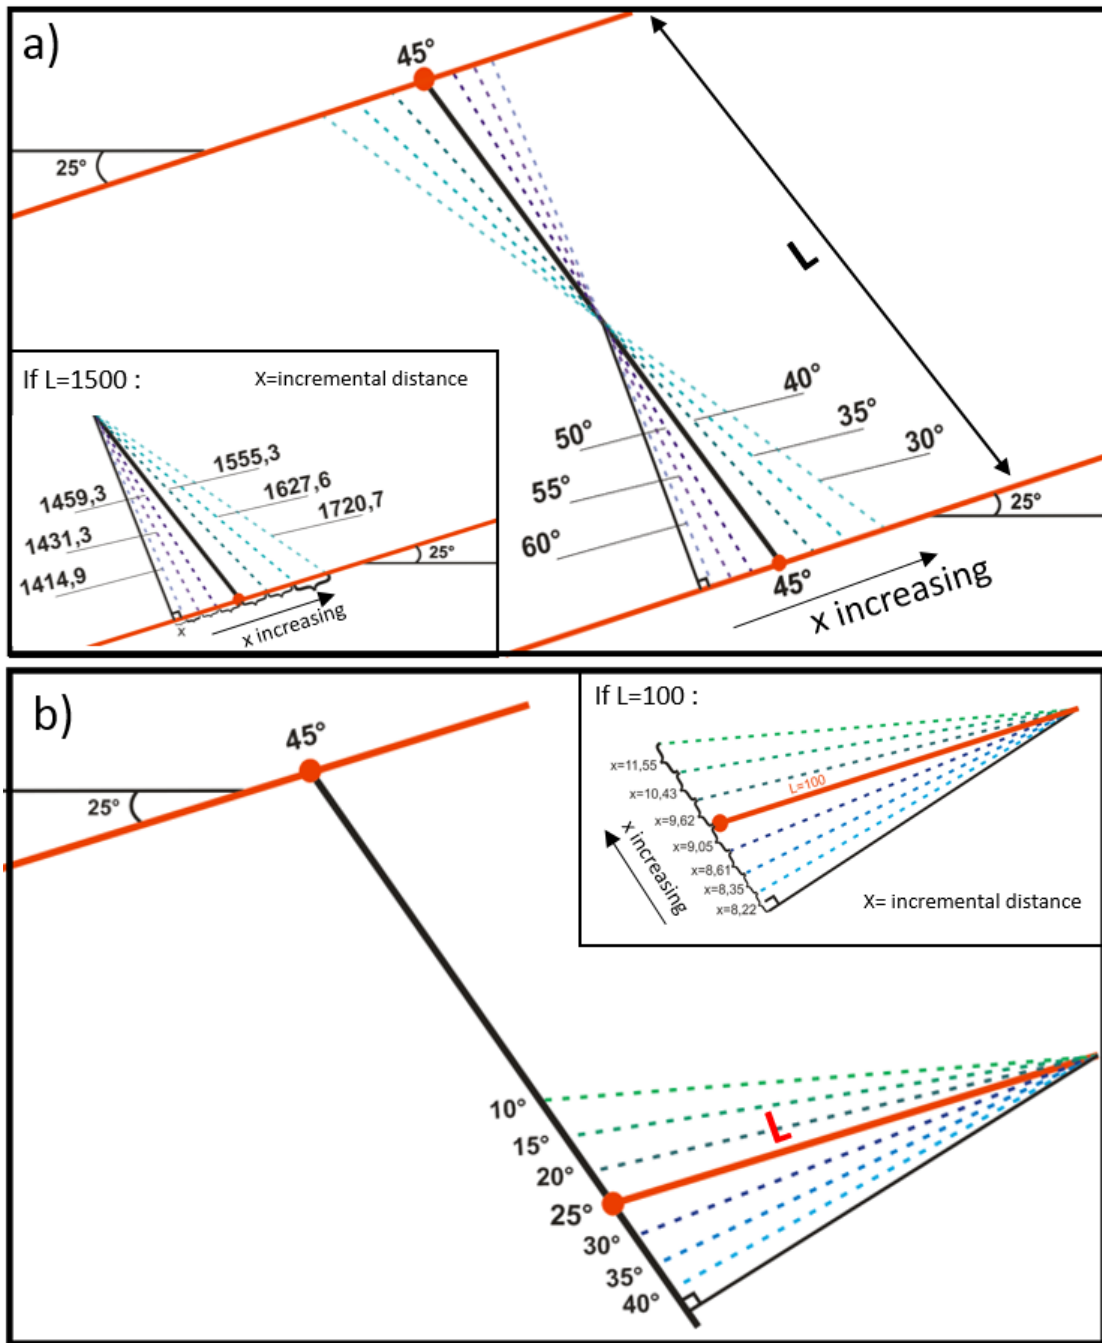 a)
45°
25°
L
If L=1500 :
X=incremental distance
1555,3
1459,3
1627,6
1431,3
1720,7
1414,9
25°
x
x increasing
40°
50°
35°
30°
55°
60°
25°
45°
x increasing
b)
45°
25°
If L=100 :
x=11,55
x=10,43
L=100
x=9,62
x=9,05
x=8,61
x=8,35
x=8,22
x increasing
X= incremental distance
10°
L
15°
20°
25°
30°
35°
40°